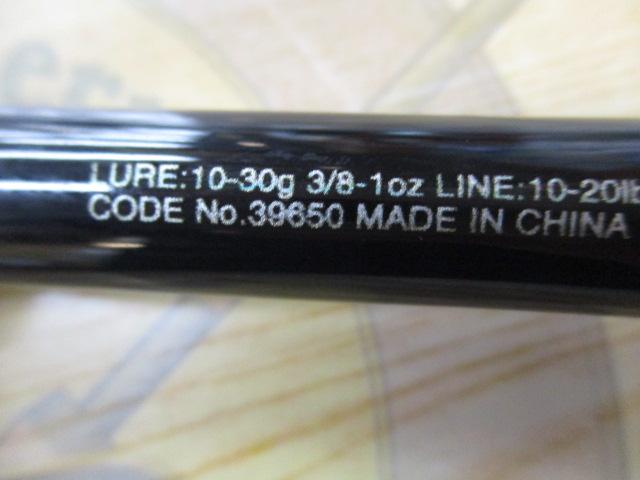 LURE:10-30g 3/8-1oz LINE:10-20lb
CODE No.39650 MADE IN CHINA